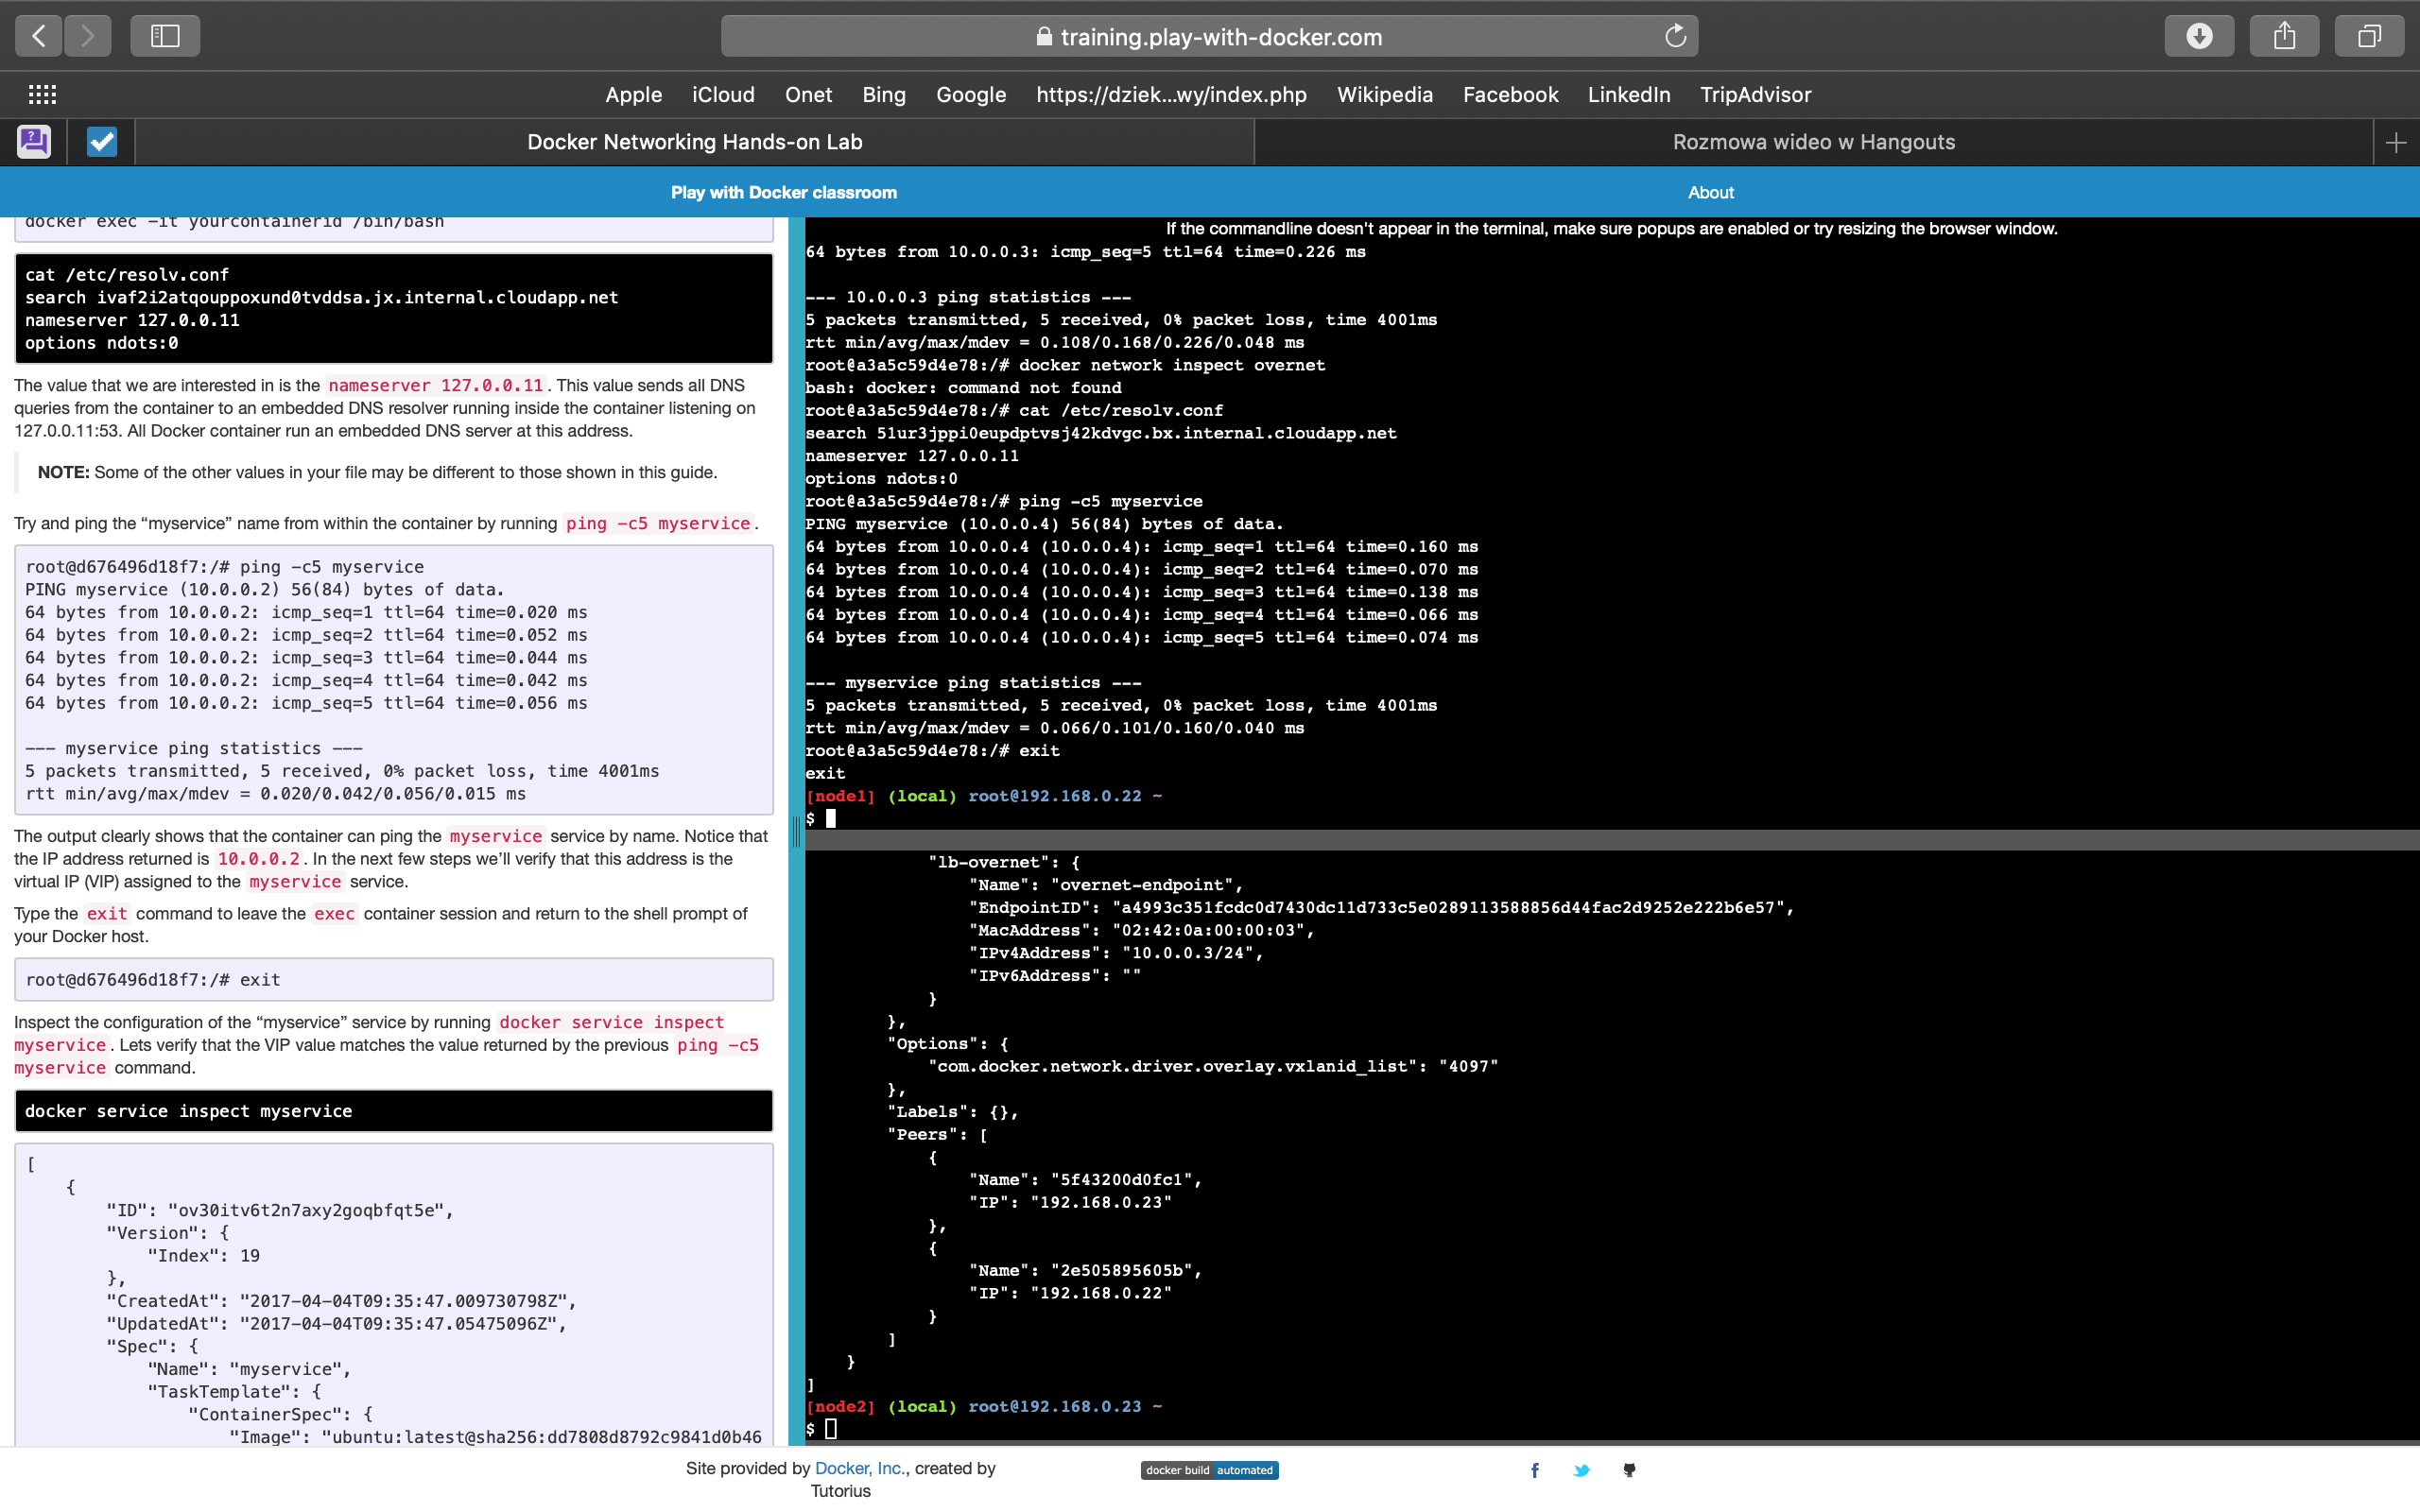 training.play-with-docker.com
Apple iCloud Onet Bing Google https://dziek...wy/index.php Wikipedia Facebook LinkedIn TripAdvisor
Docker Networking Hands-on Lab
Rozmowa wideo w Hangouts
Play with Docker classroom
About
docker exec -it yourcontainerid /bin/bash
cat /etc/resolv.conf
search ivaf2i2atqouppoxund0tvddsa.jx.internal.cloudapp.net
nameserver 127.0.0.11
options ndots:0
The value that we are interested in is the nameserver 127.0.0.11. This value sends all DNS
queries from the container to an embedded DNS resolver running inside the container listening on
127.0.0.11:53. All Docker container run an embedded DNS server at this address.
NOTE: Some of the other values in your file may be different to those shown in this guide.
Try and ping the “myservice” name from within the container by running ping -c5 myservice.
root@d676496d18f7:/# ping -c5 myservice
PING myservice (10.0.0.2) 56(84) bytes of data.
64 bytes from 10.0.0.2: icmp_seq=1 ttl=64 time=0.020 ms
64 bytes from 10.0.0.2: icmp_seq=2 ttl=64 time=0.052 ms
64 bytes from 10.0.0.2: icmp_seq=3 ttl=64 time=0.044 ms
64 bytes from 10.0.0.2: icmp_seq=4 ttl=64 time=0.042 ms
64 bytes from 10.0.0.2: icmp_seq=5 ttl=64 time=0.056 ms
--- myservice ping statistics ---
5 packets transmitted, 5 received, 0% packet loss, time 4001ms
rtt min/avg/max/mdev = 0.020/0.042/0.056/0.015 ms
The output clearly shows that the container can ping the myservice service by name. Notice that
the IP address returned is 10.0.0.2. In the next few steps we’ll verify that this address is the
virtual IP (VIP) assigned to the myservice service.
Type the exit command to leave the exec container session and return to the shell prompt of
your Docker host.
root@d676496d18f7:/# exit
Inspect the configuration of the “myservice” service by running docker service inspect
myservice. Lets verify that the VIP value matches the value returned by the previous ping -c5
myservice command.
docker service inspect myservice
[
{
"ID": "ov30itv6t2n7axy2goqbfqt5e",
"Version": {
"Index": 19
},
"CreatedAt": "2017-04-04T09:35:47.009730798Z",
"UpdatedAt": "2017-04-04T09:35:47.05475096Z",
"Spec": {
"Name": "myservice",
"TaskTemplate": {
"ContainerSpec": {
"Image": "ubuntu:latest@sha256:dd7808d8792c9841d0b46
If the commandline doesn't appear in the terminal, make sure popups are enabled or try resizing the browser window.
64 bytes from 10.0.0.3: icmp_seq=5 ttl=64 time=0.226 ms
--- 10.0.0.3 ping statistics ---
5 packets transmitted, 5 received, 0% packet loss, time 4001ms
rtt min/avg/max/mdev = 0.108/0.168/0.226/0.048 ms
root@a3a5c59d4e78:/# docker network inspect overnet
bash: docker: command not found
root@a3a5c59d4e78:/# cat /etc/resolv.conf
search 51ur3jppi0eupdptvsj42kdvgc.bx.internal.cloudapp.net
nameserver 127.0.0.11
options ndots:0
root@a3a5c59d4e78:/# ping -c5 myservice
PING myservice (10.0.0.4) 56(84) bytes of data.
64 bytes from 10.0.0.4 (10.0.0.4): icmp_seq=1 ttl=64 time=0.160 ms
64 bytes from 10.0.0.4 (10.0.0.4): icmp_seq=2 ttl=64 time=0.070 ms
64 bytes from 10.0.0.4 (10.0.0.4): icmp_seq=3 ttl=64 time=0.138 ms
64 bytes from 10.0.0.4 (10.0.0.4): icmp_seq=4 ttl=64 time=0.066 ms
64 bytes from 10.0.0.4 (10.0.0.4): icmp_seq=5 ttl=64 time=0.074 ms
--- myservice ping statistics ---
5 packets transmitted, 5 received, 0% packet loss, time 4001ms
rtt min/avg/max/mdev = 0.066/0.101/0.160/0.040 ms
root@a3a5c59d4e78:/# exit
exit
[node1] (local) root@192.168.0.22 ~
$
"lb-overnet": {
"Name": "overnet-endpoint",
"EndpointID": "a4993c351fcdc0d7430dc11d733c5e0289113588856d44fac2d9252e222b6e57",
"MacAddress": "02:42:0a:00:00:03",
"IPv4Address": "10.0.0.3/24",
"IPv6Address": ""
}
},
"Options": {
"com.docker.network.driver.overlay.vxlanid_list": "4097"
},
"Labels": {},
"Peers": [
{
"Name": "5f43200d0fc1",
"IP": "192.168.0.23"
},
{
"Name": "2e505895605b",
"IP": "192.168.0.22"
}
]
}
]
[node2] (local) root@192.168.0.23 ~
$
Site provided by Docker, Inc., created by
Tutorius
docker build automated